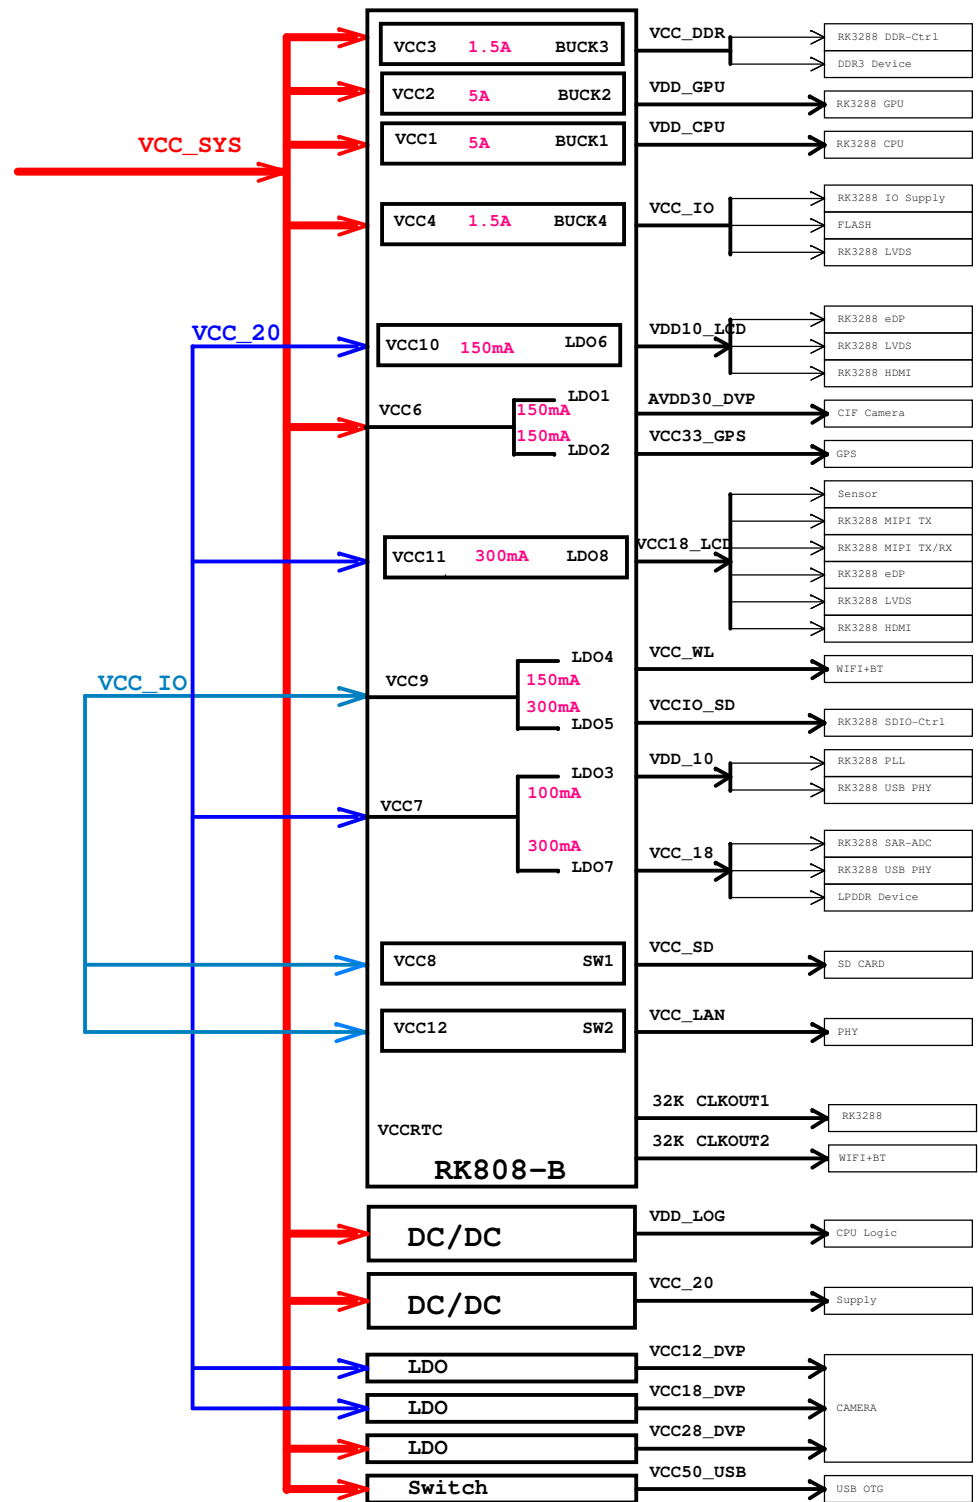 VCC_DDR
VCC3 1.5A BUCK3
RK3288 DDR-Ctrl
DDR3 Device
VDD_GPU
VCC2 5A BUCK2
RK3288 GPU
VDD_CPU
VCC1 5A BUCK1
RK3288 CPU
VCC_SYS
RK3288 IO Supply
VCC_IO
VCC4 1.5A BUCK4
FLASH
RK3288 LVDS
RK3288 eDP
VCC_20
VDD10_LCD
VCC10 150mA LDO6
RK3288 LVDS
RK3288 HDMI
LDO1
AVDD30_DVP
VCC6
150mA
CIF Camera
150mA
VCC33_GPS
LDO2
GPS
Sensor
RK3288 MIPI TX
VCC18_LCD
RK3288 MIPI TX/RX
VCC11 300mA LDO8
RK3288 eDP
RK3288 LVDS
RK3288 HDMI
VCC_WL
LDO4
WIFI+BT
VCC_IO
VCC9
150mA
300mA
VCCIO_SD
LDO5
RK3288 SDIO-Ctrl
VDD_10
RK3288 PLL
LDO3
100mA
RK3288 USB PHY
VCC7
300mA
RK3288 SAR-ADC
VCC_18
LDO7
RK3288 USB PHY
LPDDR Device
VCC_SD
VCC8 SW1
SD CARD
VCC_LAN
VCC12 SW2
PHY
32K CLKOUT1
RK3288
VCCRTC
32K CLKOUT2
WIFI+BT
RK808-B
VDD_LOG
DC/DC
CPU Logic
VCC_20
DC/DC
Supply
VCC12_DVP
LDO
VCC18_DVP
LDO
CAMERA
VCC28_DVP
LDO
VCC50_USB
Switch
USB OTG